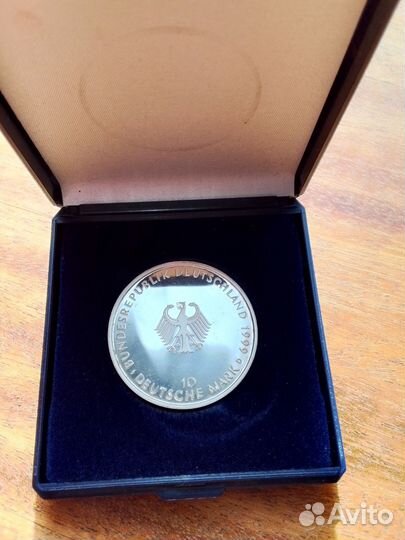 BUNDESREPUBLIK DEUTSCHLAND 1999
D
10
DEUTSCHE MARK
Avito